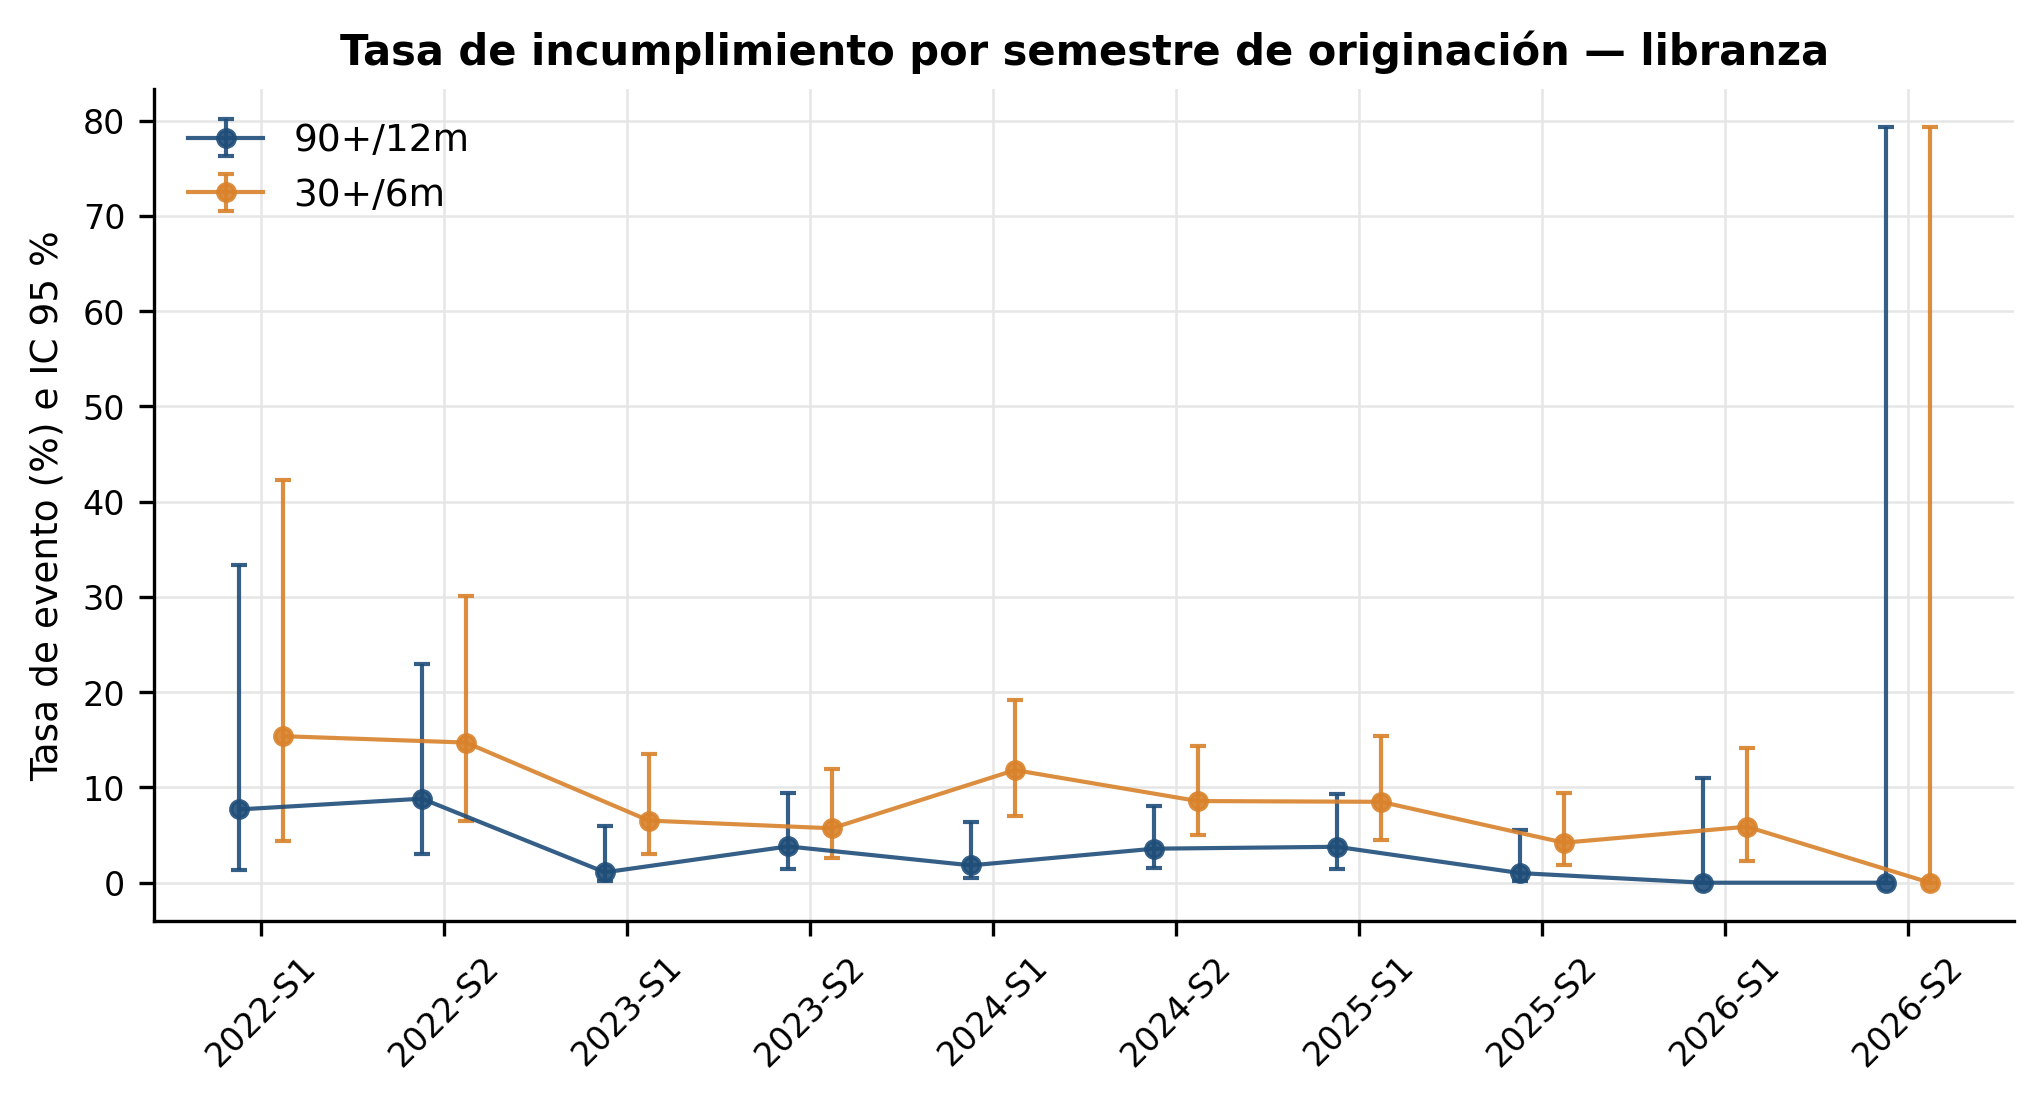 Tasa de incumplimiento por semestre de originación — libranza
90+/12m
30+/6m
Tasa de evento (%) e IC 95 %
80
70
60
50
40
30
20
10
0
2022-S1
2022-S2
2023-S1
2023-S2
2024-S1
2024-S2
2025-S1
2025-S2
2026-S1
2026-S2